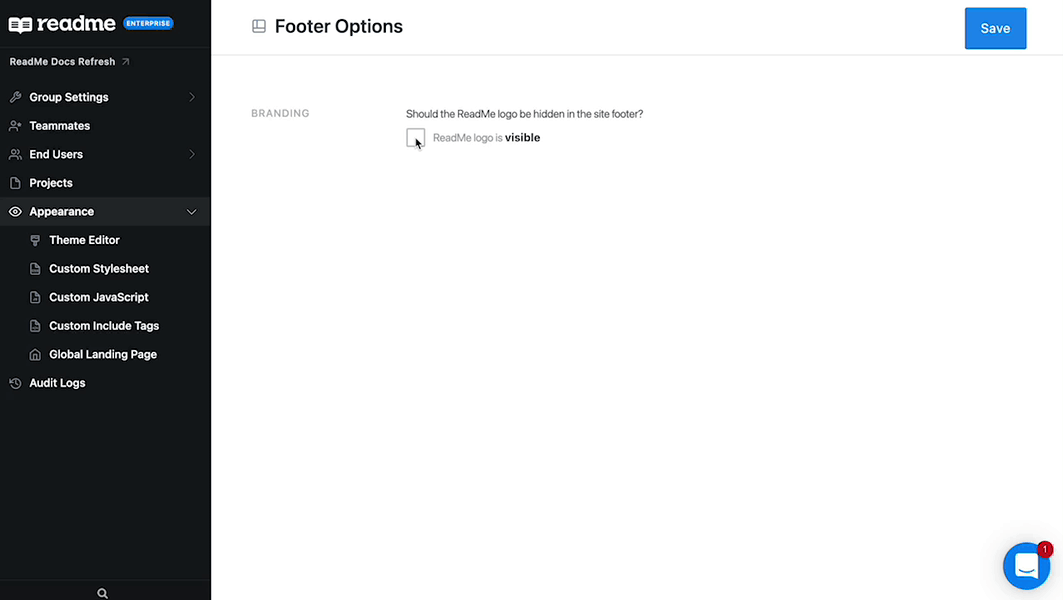 readme ENTERPRISE
ReadMe Docs Refresh
Group Settings
Teammates
End Users
Projects
Appearance
Theme Editor
Custom Stylesheet
Custom JavaScript
Custom Include Tags
Global Landing Page
Audit Logs
Footer Options
Save
BRANDING
Should the ReadMe logo be hidden in the site footer?
ReadMe logo is visible
1